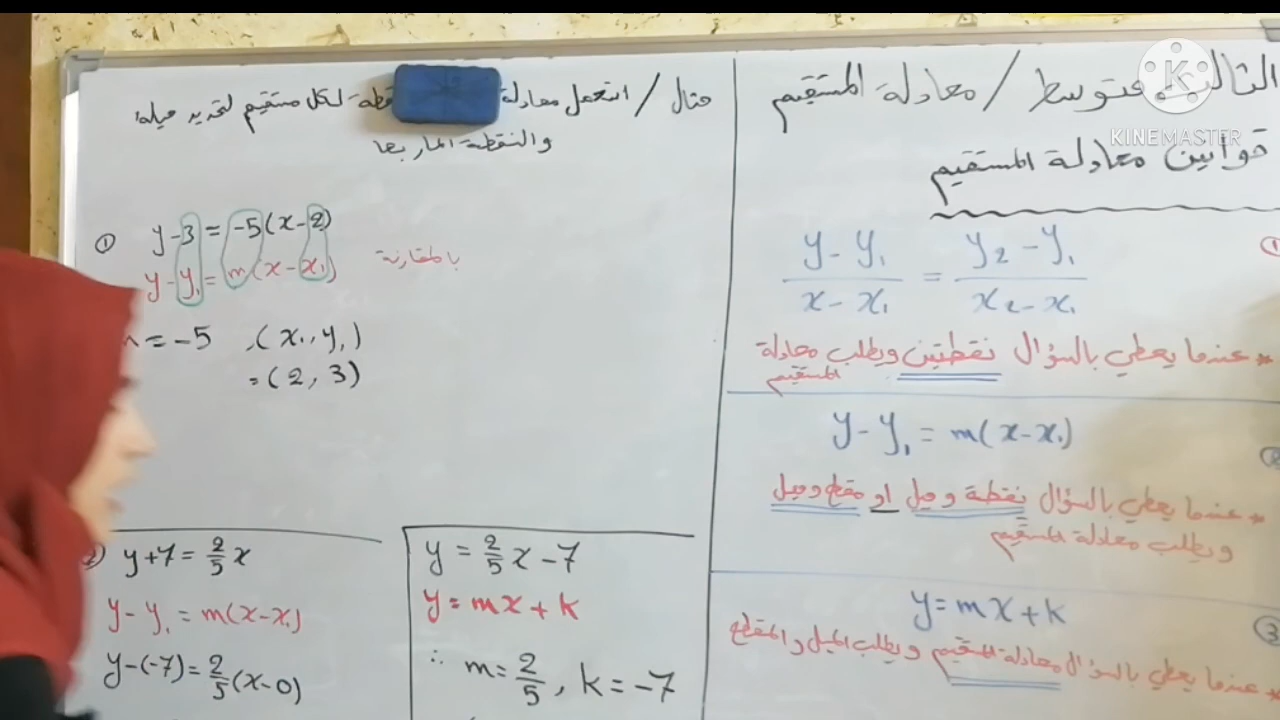 الثالث متوسط / معادلة المستقيم
KINEMASTER
قوانين معادلة المستقيم
①
y - y₁ / x - x₁ = y₂ - y₁ / x₂ - x₁
* عندما يعطي بالسؤال نقطتين ويطلب معادلة
المستقيم
②
y - y₁ = m(x - x₁)
* عندما يعطي بالسؤال نقطة وميل او مقطع وميل
ويطلب معادلة المستقيم
③
y = mx + k
* عندما يعطي بالسؤال معادلة المستقيم ويطلب الميل والمقطع
مثال / استعمل معادلة لكل مستقيم لتحديد ميله
والنقطة المار بها
① y - 3 = -5(x - 2)
y - y₁ = m(x - x₁) بالمقارنة
= -5 , (x₁, y₁)
= (2, 3)
y + 7 = 2/5 x
y - y₁ = m(x - x₁)
y - (-7) = 2/5 (x - 0)
y = 2/5 x - 7
y = mx + k
∴ m = 2/5 , k = -7